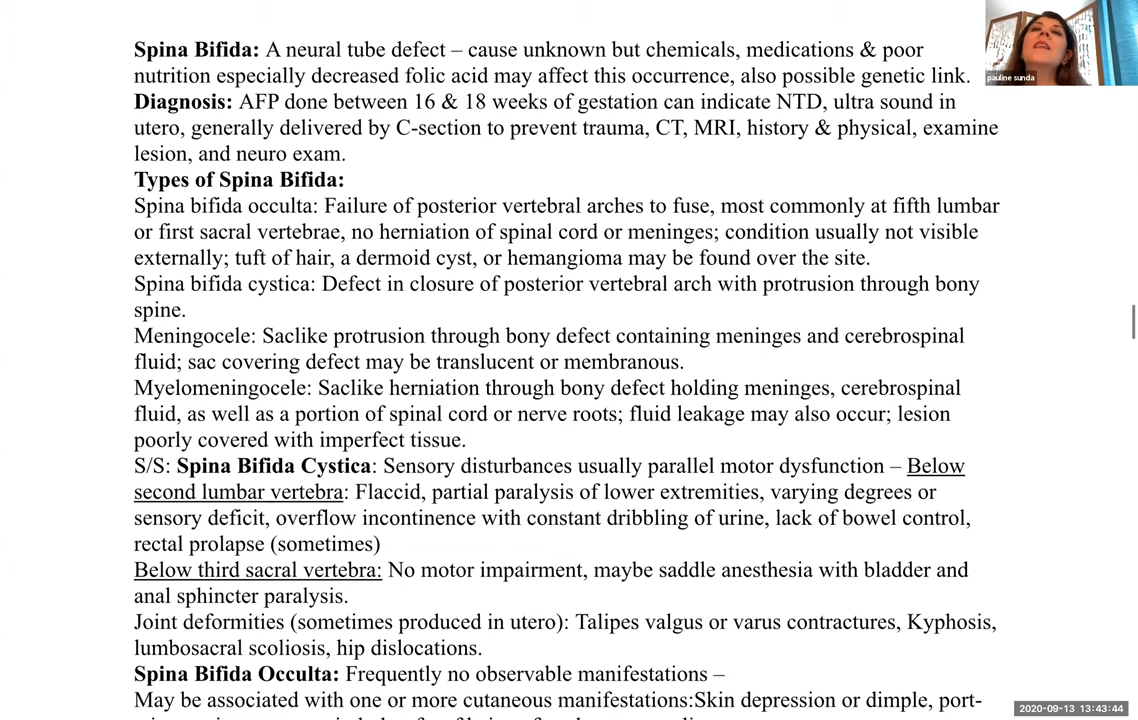 Spina Bifida: A neural tube defect – cause unknown but chemicals, medications & poor
nutrition especially decreased folic acid may affect this occurrence, also possible genetic link.
Diagnosis: AFP done between 16 & 18 weeks of gestation can indicate NTD, ultra sound in
utero, generally delivered by C-section to prevent trauma, CT, MRI, history & physical, examine
lesion, and neuro exam.
Types of Spina Bifida:
Spina bifida occulta: Failure of posterior vertebral arches to fuse, most commonly at fifth lumbar
or first sacral vertebrae, no herniation of spinal cord or meninges; condition usually not visible
externally; tuft of hair, a dermoid cyst, or hemangioma may be found over the site.
Spina bifida cystica: Defect in closure of posterior vertebral arch with protrusion through bony
spine.
Meningocele: Saclike protrusion through bony defect containing meninges and cerebrospinal
fluid; sac covering defect may be translucent or membranous.
Myelomeningocele: Saclike herniation through bony defect holding meninges, cerebrospinal
fluid, as well as a portion of spinal cord or nerve roots; fluid leakage may also occur; lesion
poorly covered with imperfect tissue.
S/S: Spina Bifida Cystica: Sensory disturbances usually parallel motor dysfunction – Below
second lumbar vertebra: Flaccid, partial paralysis of lower extremities, varying degrees or
sensory deficit, overflow incontinence with constant dribbling of urine, lack of bowel control,
rectal prolapse (sometimes)
Below third sacral vertebra: No motor impairment, maybe saddle anesthesia with bladder and
anal sphincter paralysis.
Joint deformities (sometimes produced in utero): Talipes valgus or varus contractures, Kyphosis,
lumbosacral scoliosis, hip dislocations.
Spina Bifida Occulta: Frequently no observable manifestations –
May be associated with one or more cutaneous manifestations:Skin depression or dimple, port-
pauline sunda
2020-09-13 13:43:44